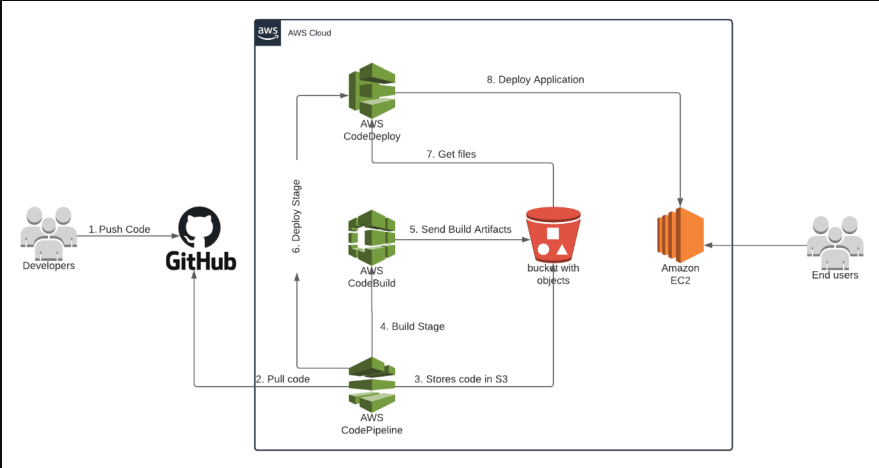 aws
AWS Cloud
8. Deploy Application
AWS
CodeDeploy
7. Get files
6. Deploy Stage
1. Push Code
GitHub
Developers
5. Send Build Artifacts
AWS
CodeBuild
bucket with
objects
Amazon
EC2
End users
4. Build Stage
2. Pull code
3. Stores code in S3
AWS
CodePipeline